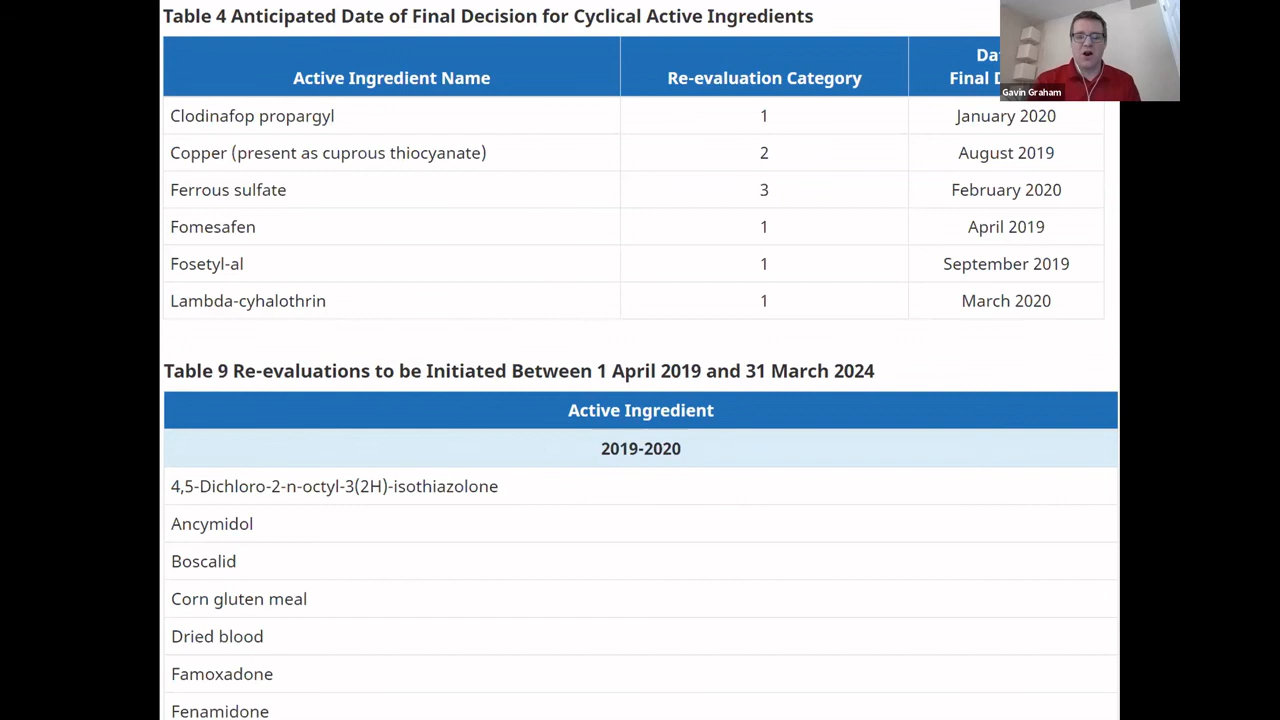 Table 4 Anticipated Date of Final Decision for Cyclical Active Ingredients
Active Ingredient Name Re-evaluation Category Final
Gavin Graham
Clodinafop propargyl 1 January 2020
Copper (present as cuprous thiocyanate) 2 August 2019
Ferrous sulfate 3 February 2020
Fomesafen 1 April 2019
Fosetyl-al 1 September 2019
Lambda-cyhalothrin 1 March 2020
Table 9 Re-evaluations to be Initiated Between 1 April 2019 and 31 March 2024
Active Ingredient
2019-2020
4,5-Dichloro-2-n-octyl-3(2H)-isothiazolone
Ancymidol
Boscalid
Corn gluten meal
Dried blood
Famoxadone
Fenamidone